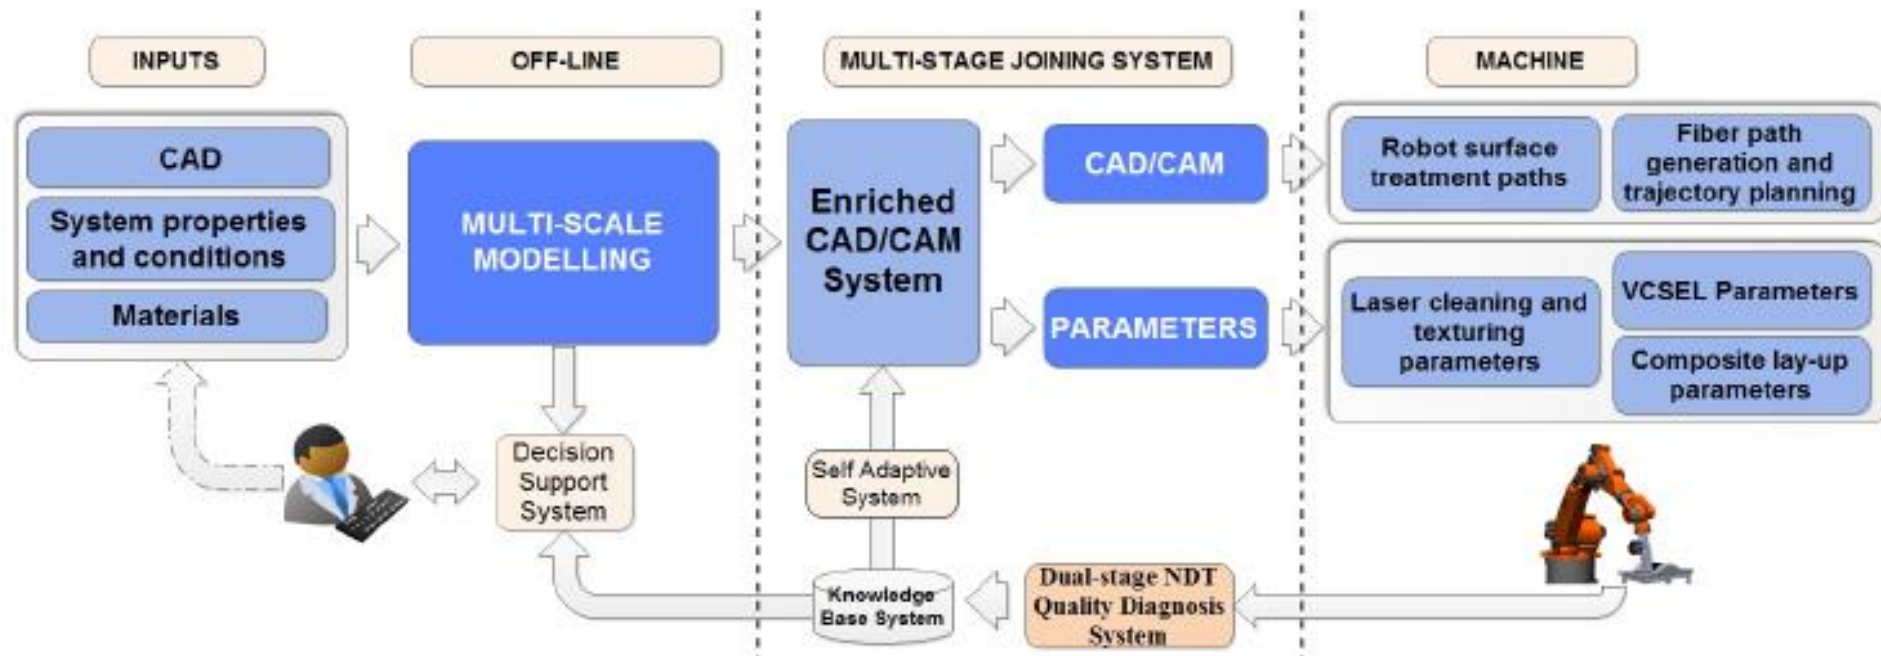 INPUTS
OFF-LINE
MULTI-STAGE JOINING SYSTEM
MACHINE
CAD
System properties
and conditions
Materials
MULTI-SCALE
MODELLING
Enriched
CAD/CAM
System
CAD/CAM
PARAMETERS
Robot surface
treatment paths
Fiber path
generation and
trajectory planning
Laser cleaning and
texturing
parameters
VCSEL Parameters
Composite lay-up
parameters
Decision
Support
System
Self Adaptive
System
Knowledge
Base System
Dual-stage NDT
Quality Diagnosis
System